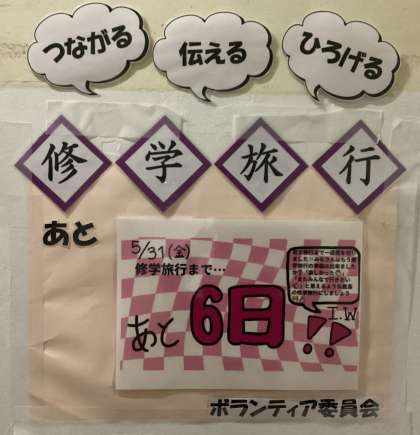 つながる
伝える
ひろげる
修学旅行
あと
5/31(金)
修学旅行まで…
あと 6日!!
I.W
ボランティア委員会